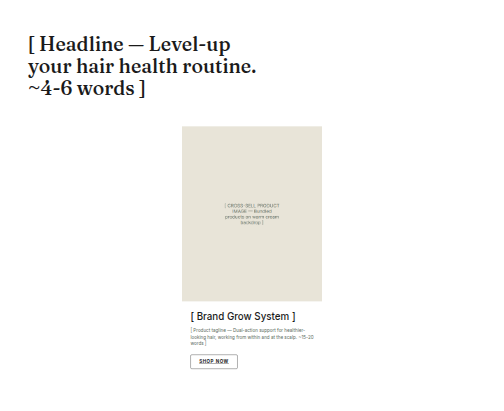 [ Headline — Level-up
your hair health routine.
~4-6 words ]
[ CROSS-SELL PRODUCT
IMAGE — Bundled
products on warm cream
backdrop ]
[ Brand Grow System ]
[ Product tagline — Dual-action support for healthier-
looking hair, working from within and at the scalp. ~15-20
words ]
SHOP NOW